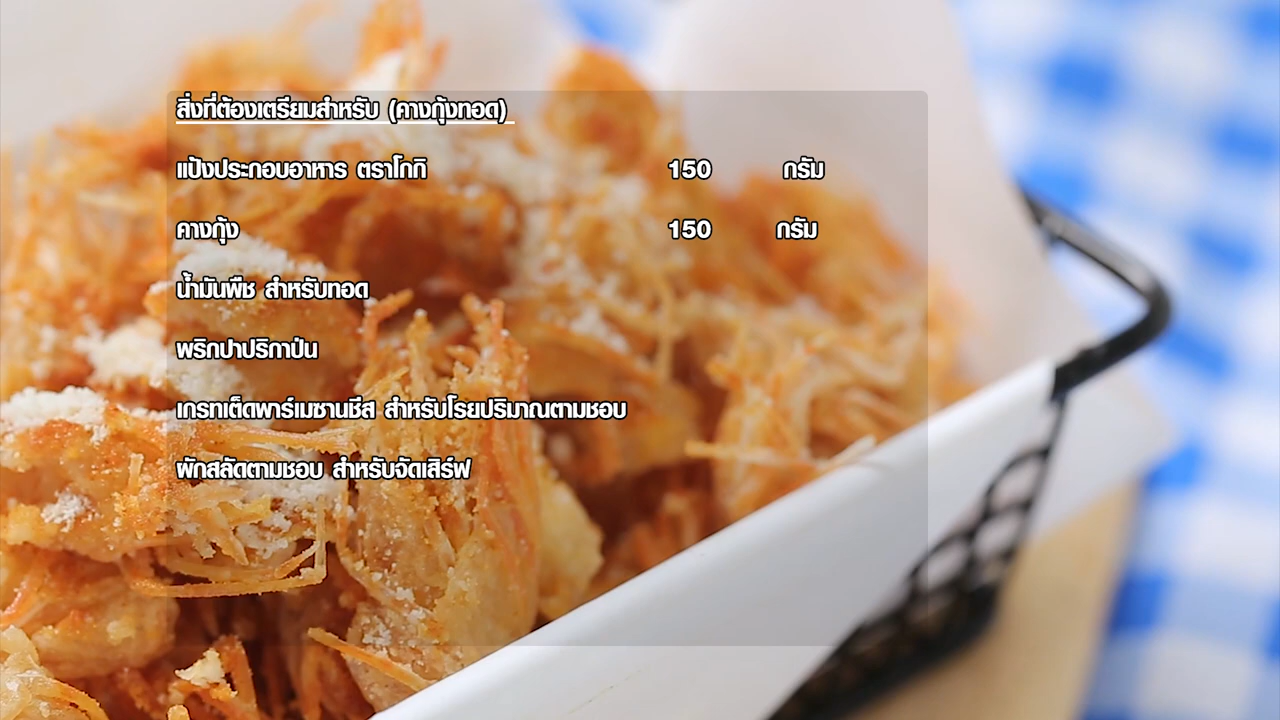 สิ่งที่ต้องเตรียมสำหรับ (คางกุ้งทอด)
แป้งประกอบอาหาร ตราโกกิ 150 กรัม
คางกุ้ง 150 กรัม
น้ำมันพืช สำหรับทอด
พริกปาปริกาป่น
เกรทเต็ดพาร์เมซานชีส สำหรับโรยปริมาณตามชอบ
ผักสลัดตามชอบ สำหรับจัดเสิร์ฟ